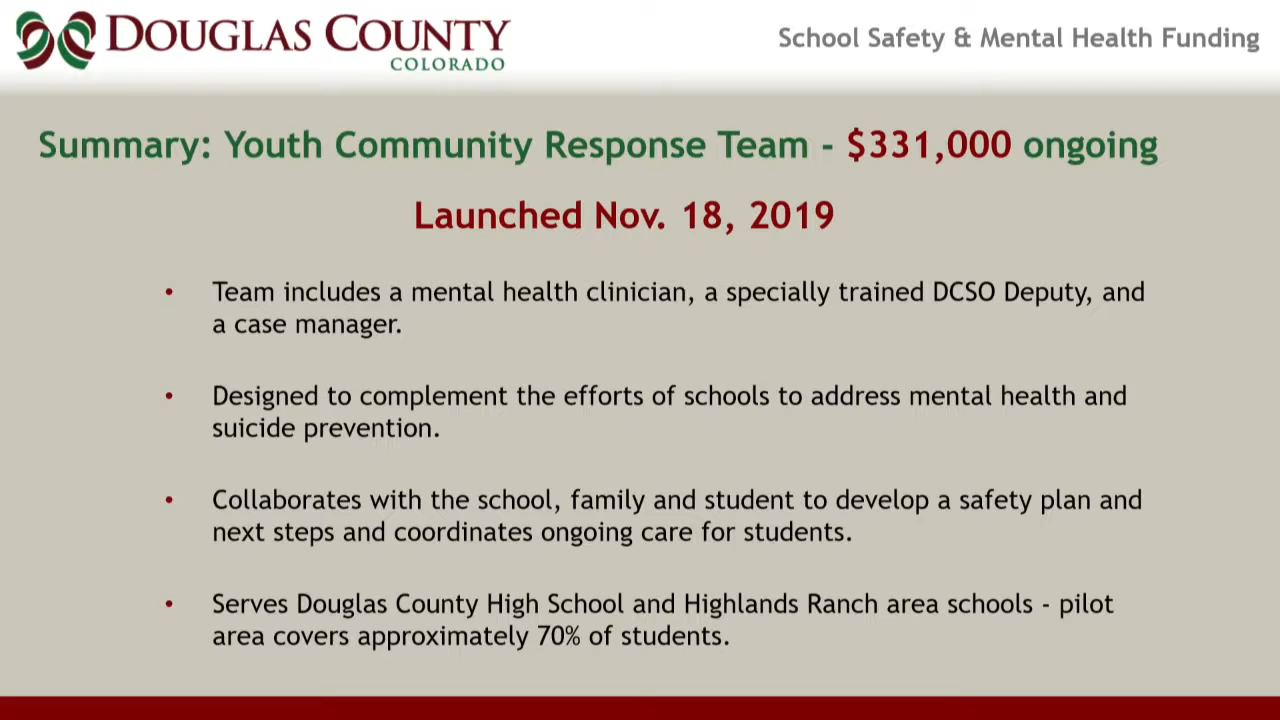 DOUGLAS COUNTY
COLORADO
School Safety & Mental Health Funding
Summary: Youth Community Response Team - $331,000 ongoing
Launched Nov. 18, 2019
• Team includes a mental health clinician, a specially trained DCSO Deputy, and
a case manager.
• Designed to complement the efforts of schools to address mental health and
suicide prevention.
• Collaborates with the school, family and student to develop a safety plan and
next steps and coordinates ongoing care for students.
• Serves Douglas County High School and Highlands Ranch area schools - pilot
area covers approximately 70% of students.